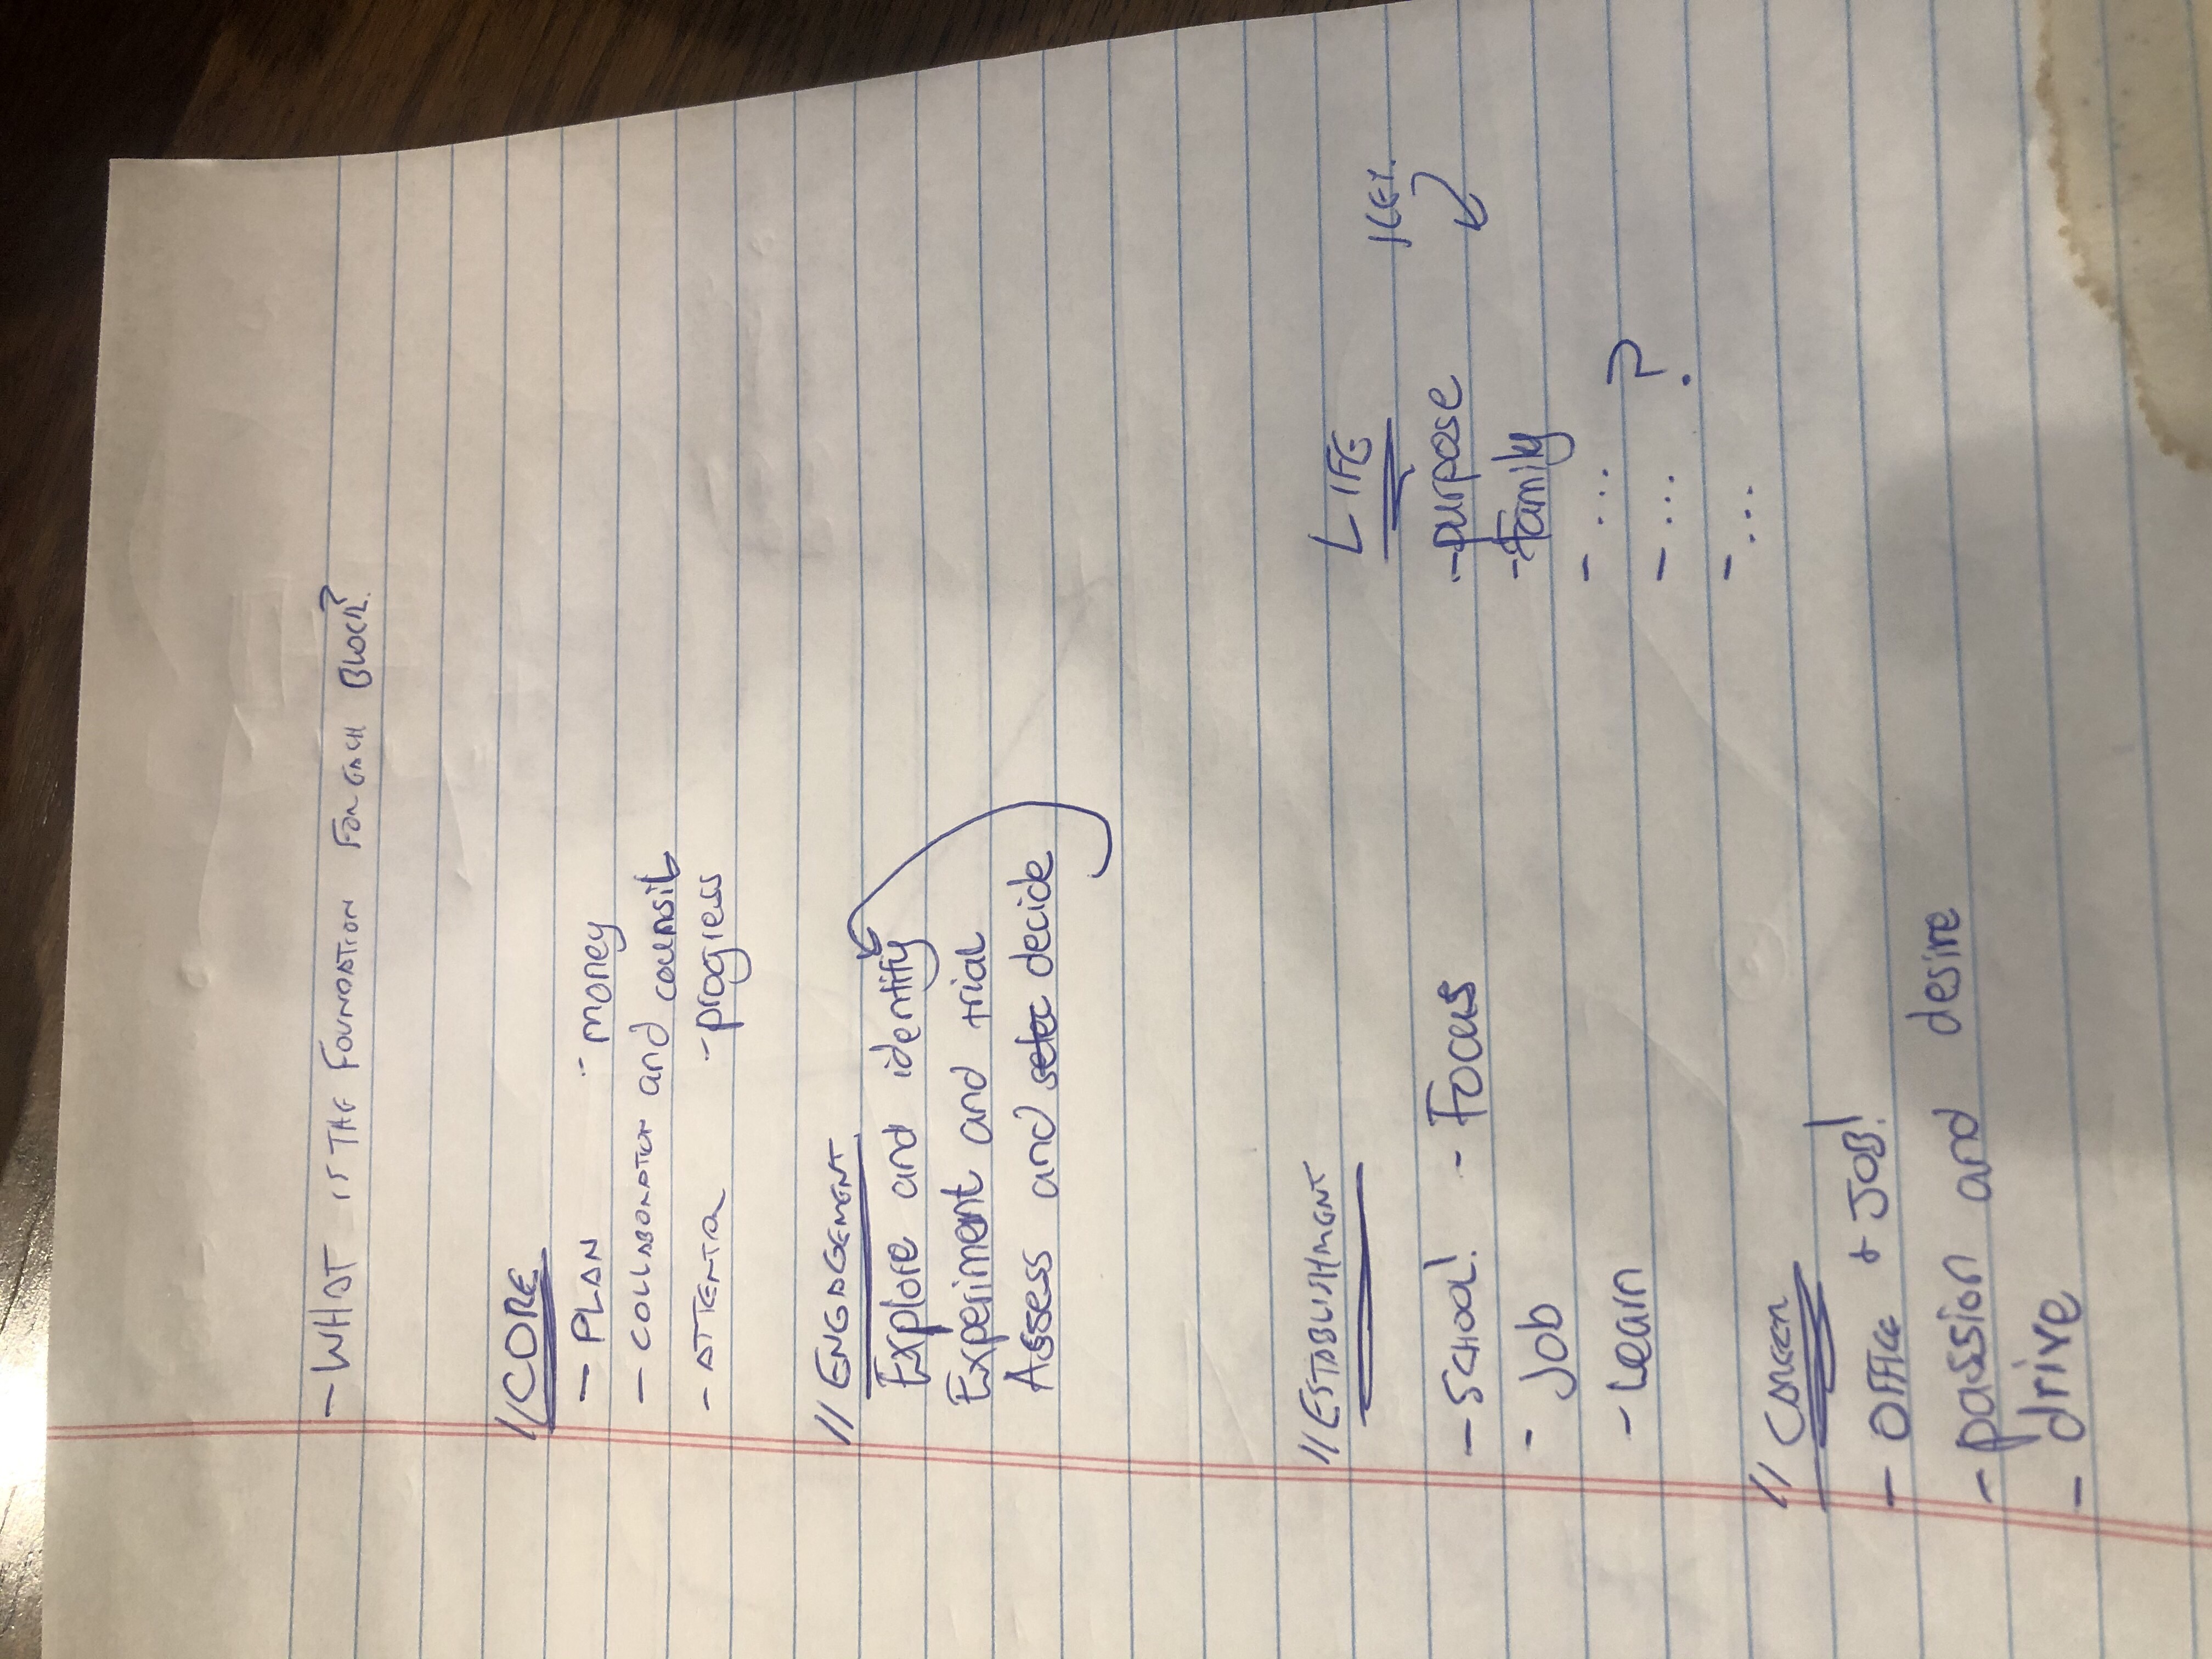 - WHAT IS THE FOUNDATION FOR EACH BLOCK?
//CORE
- PLAN - money
- COLLABORATION and counsil
- ATTENTION - progress
// ENGAGEMENT
Explore and identify
Experiment and trial
Assess and selec decide
// ESTABLISHMENT
- SCHOOL! - Focus
- Job
- Learn
LIFE
KEY.
- purpose
- Family
- ...
- ... ?
- ...
// CAREER
- OFFICE + JOB!
- passion and desire
- drive